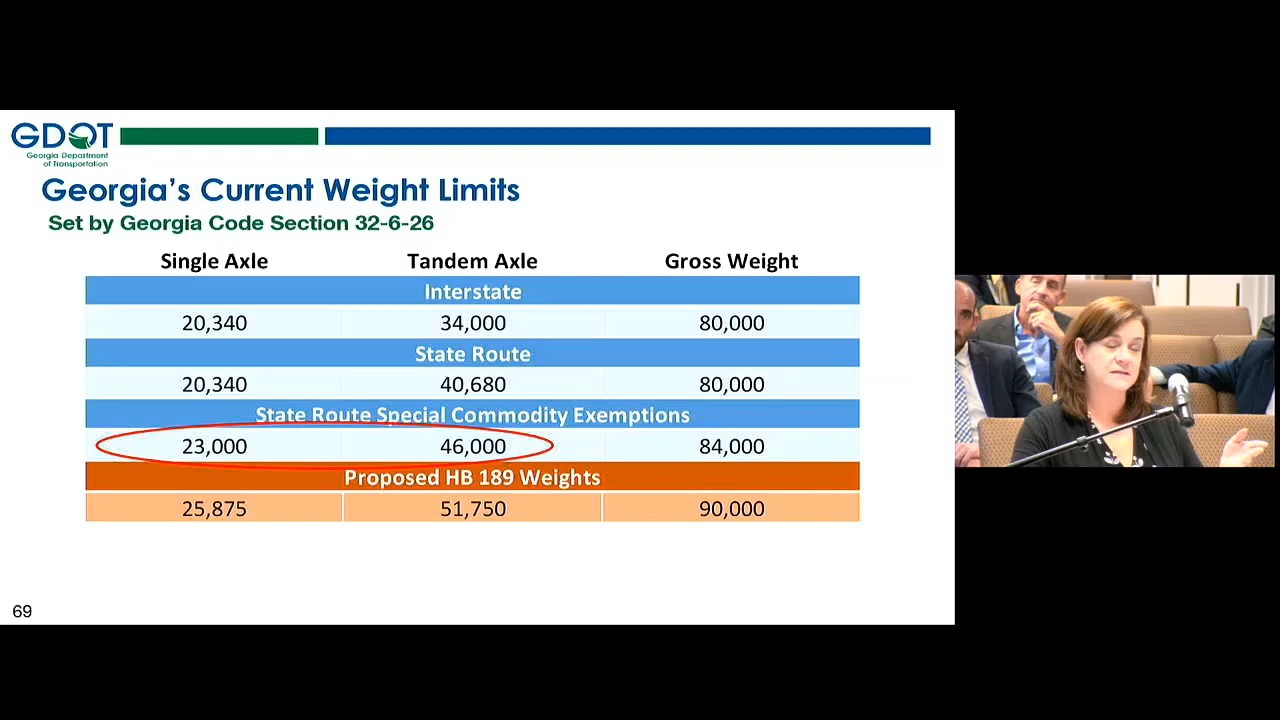 GDOT
Georgia Department
of Transportation
Georgia's Current Weight Limits
Set by Georgia Code Section 32-6-26
Single Axle Tandem Axle Gross Weight
Interstate
20,340 34,000 80,000
State Route
20,340 40,680 80,000
State Route Special Commodity Exemptions
23,000 46,000 84,000
Proposed HB 189 Weights
25,875 51,750 90,000
69